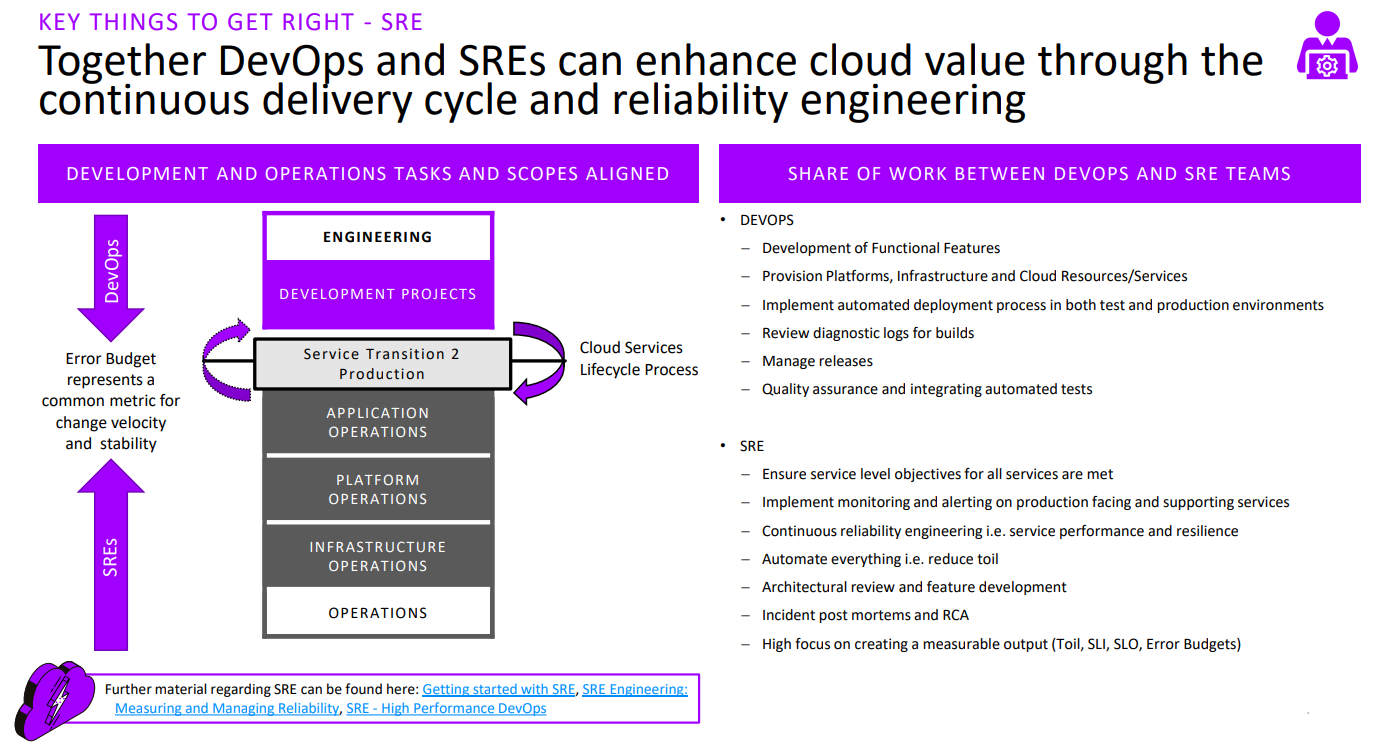 KEY THINGS TO GET RIGHT - SRE
Together DevOps and SREs can enhance cloud value through the
continuous delivery cycle and reliability engineering
DEVELOPMENT AND OPERATIONS TASKS AND SCOPES ALIGNED
DevOps
Error Budget
represents a
common metric for
change velocity
and stability
SREs
ENGINEERING
DEVELOPMENT PROJECTS
Service Transition 2
Production
APPLICATION
OPERATIONS
PLATFORM
OPERATIONS
INFRASTRUCTURE
OPERATIONS
OPERATIONS
Cloud Services
Lifecycle Process
Further material regarding SRE can be found here: Getting started with SRE, SRE Engineering:
Measuring and Managing Reliability, SRE - High Performance DevOps
SHARE OF WORK BETWEEN DEVOPS AND SRE TEAMS
• DEVOPS
– Development of Functional Features
– Provision Platforms, Infrastructure and Cloud Resources/Services
– Implement automated deployment process in both test and production environments
– Review diagnostic logs for builds
– Manage releases
– Quality assurance and integrating automated tests
• SRE
– Ensure service level objectives for all services are met
– Implement monitoring and alerting on production facing and supporting services
– Continuous reliability engineering i.e. service performance and resilience
– Automate everything i.e. reduce toil
– Architectural review and feature development
– Incident post mortems and RCA
– High focus on creating a measurable output (Toil, SLI, SLO, Error Budgets)